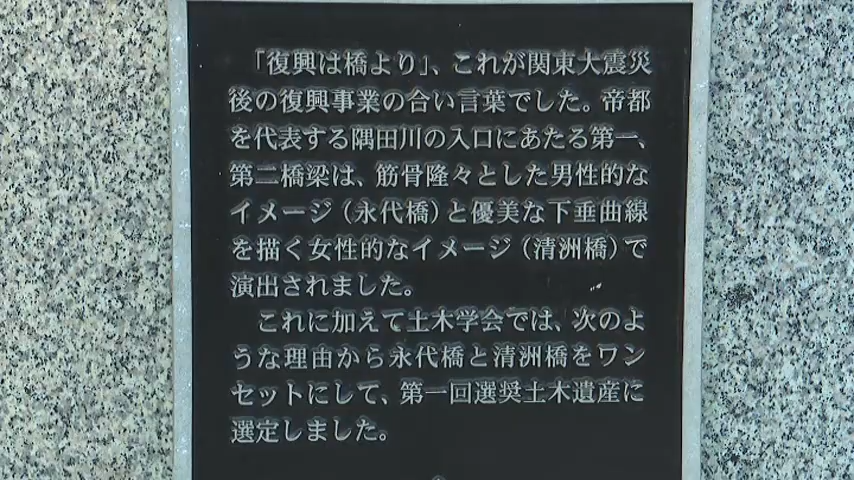 「復興は橋より」、これが関東大震災
後の復興事業の合い言葉でした。帝都
を代表する隅田川の入口にあたる第一、
第二橋梁は、筋骨隆々とした男性的な
イメージ（永代橋）と優美な下垂曲線
を描く女性的なイメージ（清洲橋）で
演出されました。
これに加えて土木学会では、次のよ
うな理由から永代橋と清洲橋をワン
セットにして、第一回選奨土木遺産に
選定しました。